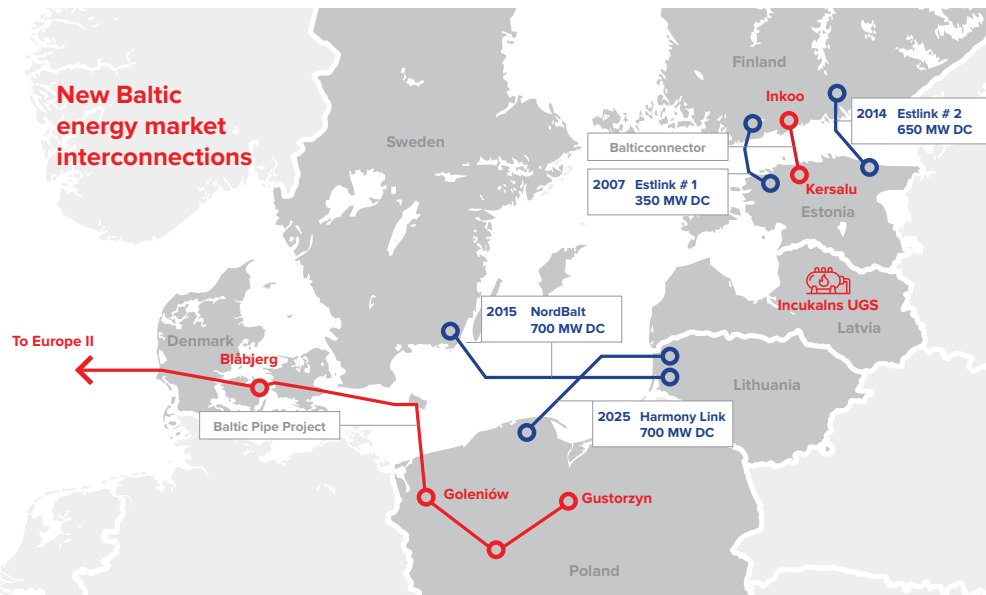 New Baltic
energy market
interconnections
Finland
Inkoo
2014 Estlink # 2
650 MW DC
Sweden
Balticconnector
2007 Estlink # 1
350 MW DC
Kersalu
Estonia
Incukalns UGS
Latvia
2015 NordBalt
700 MW DC
To Europe II
Denmark
Blåbjerg
Lithuania
Baltic Pipe Project
2025 Harmony Link
700 MW DC
Goleniów
Gustorzyn
Poland